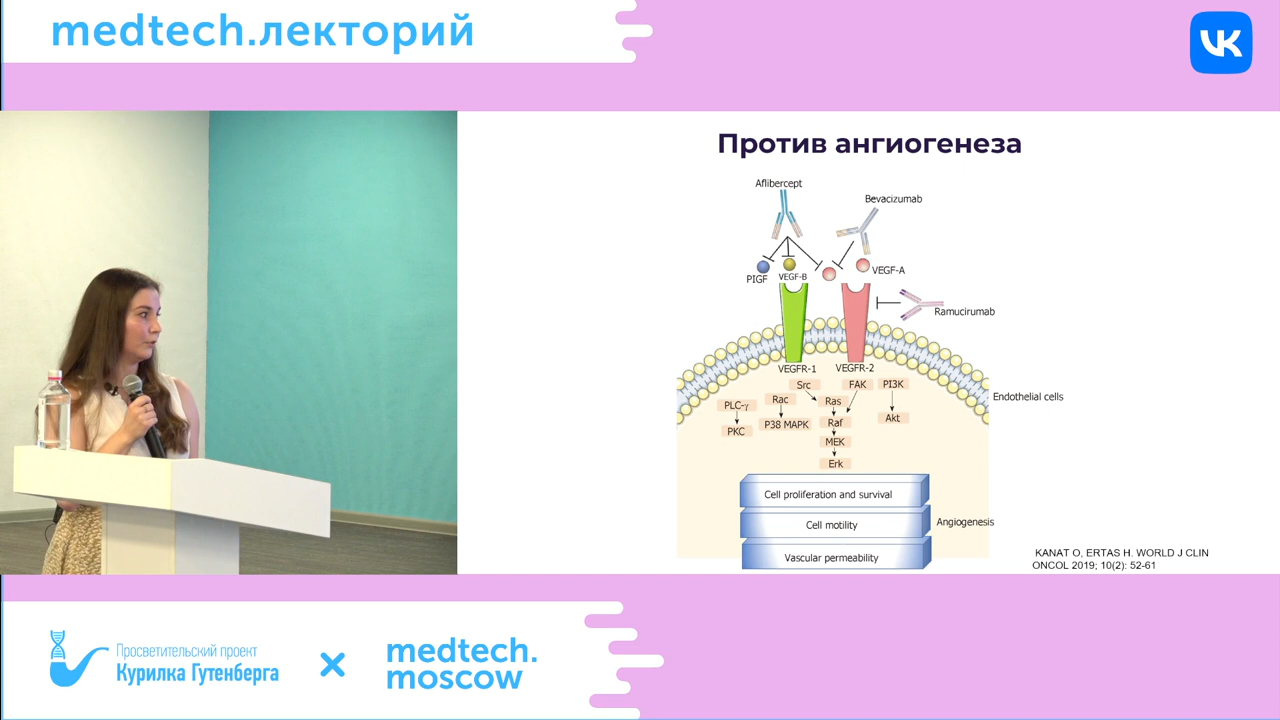 medtech.лекторий
Против ангиогенеза
Aflibercept
Bevacizumab
PIGF
VEGF-B
VEGF-A
Ramucirumab
VEGFR-1
VEGFR-2
Src
FAK
PI3K
Endothelial cells
PLC-γ
Rac
Ras
PKC
P38 MAPK
Raf
Akt
MEK
Erk
Cell proliferation and survival
Cell motility
Angiogenesis
Vascular permeability
KANAT O, ERTAS H. WORLD J CLIN
ONCOL 2019; 10(2): 52-61
Просветительский проект
Курилка Гутенберга
medtech.
moscow